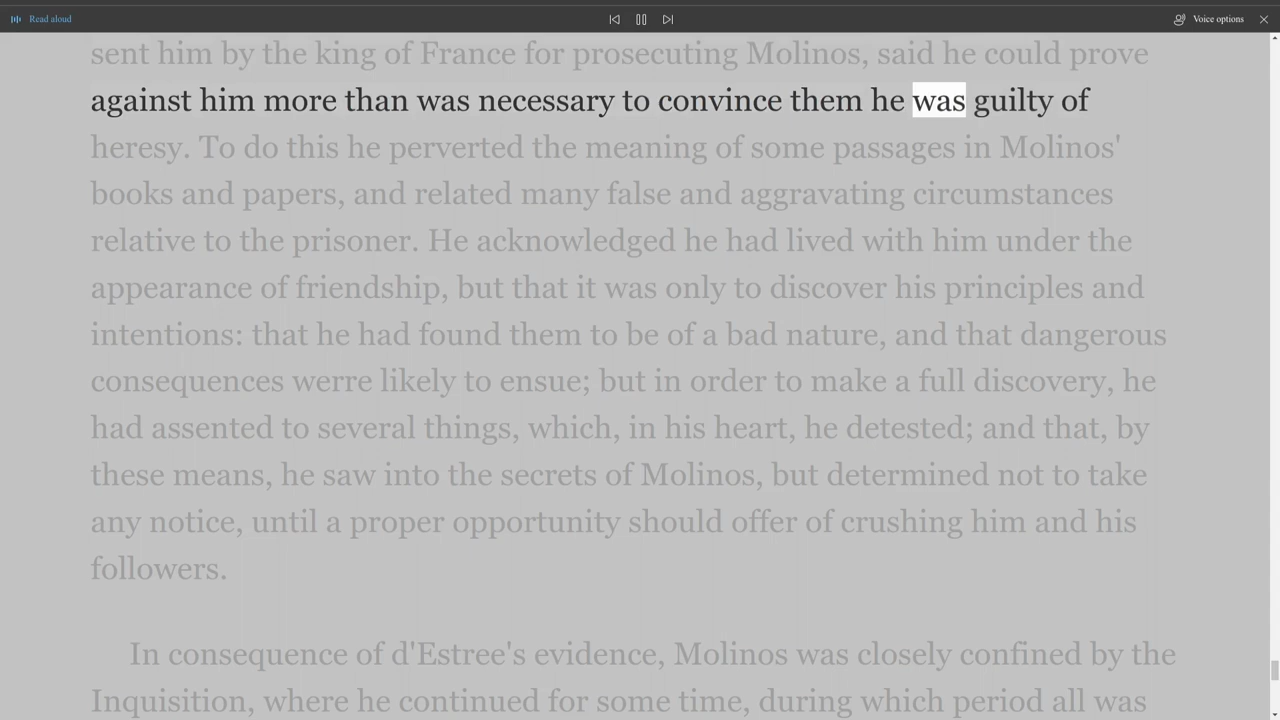 Read aloud
Voice options
sent him by the king of France for prosecuting Molinos, said he could prove
against him more than was necessary to convince them he was guilty of
heresy. To do this he perverted the meaning of some passages in Molinos'
books and papers, and related many false and aggravating circumstances
relative to the prisoner. He acknowledged he had lived with him under the
appearance of friendship, but that it was only to discover his principles and
intentions: that he had found them to be of a bad nature, and that dangerous
consequences werre likely to ensue; but in order to make a full discovery, he
had assented to several things, which, in his heart, he detested; and that, by
these means, he saw into the secrets of Molinos, but determined not to take
any notice, until a proper opportunity should offer of crushing him and his
followers.
In consequence of d'Estree's evidence, Molinos was closely confined by the
Inquisition, where he continued for some time, during which period all was